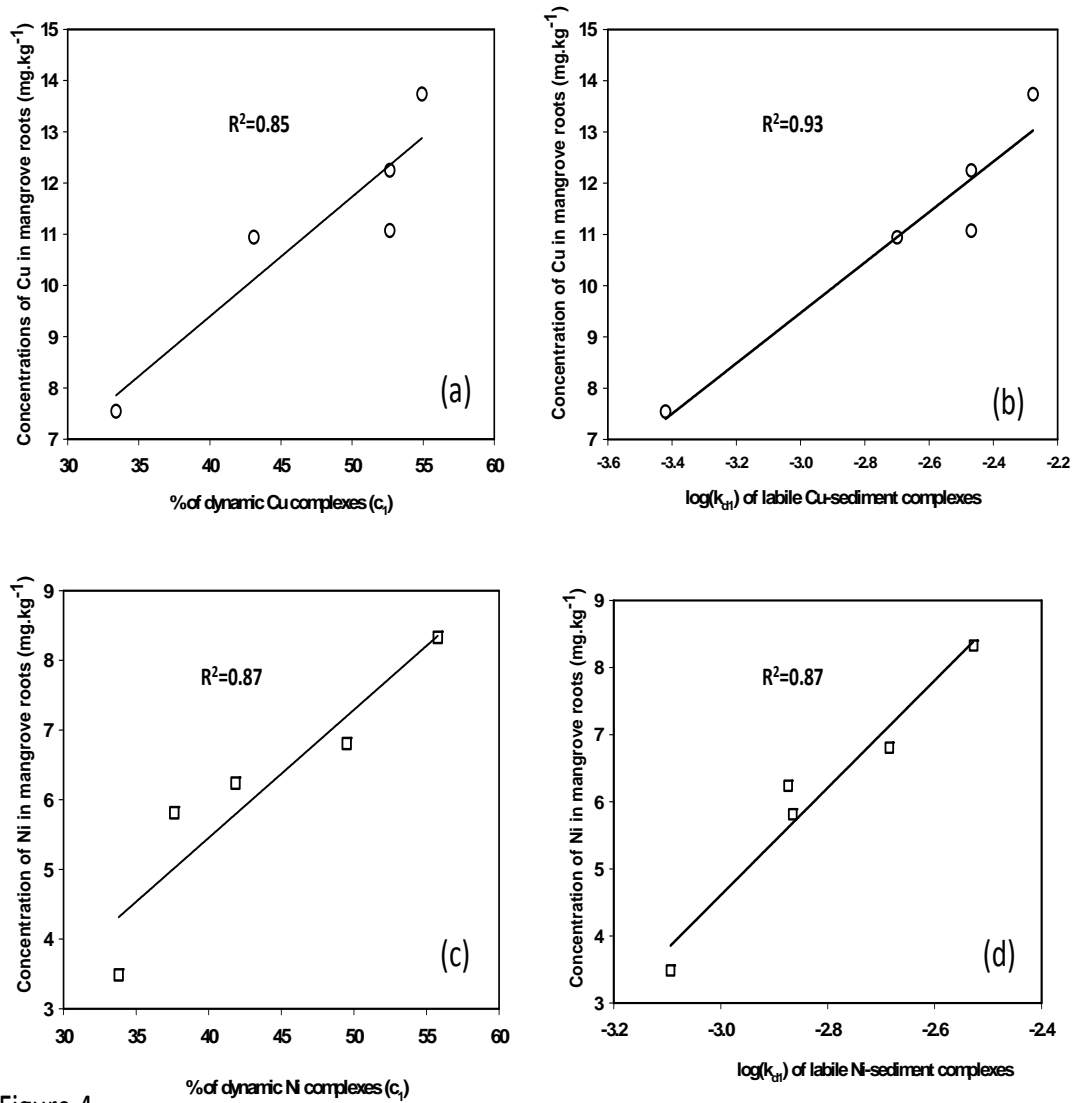 Concentrations of Cu in mangrove roots (mg.kg⁻¹)
15
14
13
12
11
10
9
8
7
R²=0.85
(a)
30 35 40 45 50 55 60
% of dynamic Cu complexes (c₁)
Concentration of Cu in mangrove roots (mg.kg⁻¹)
15
14
13
12
11
10
9
8
7
R²=0.93
(b)
-3.6 -3.4 -3.2 -3.0 -2.8 -2.6 -2.4 -2.2
log(k_d1) of labile Cu-sediment complexes
Concentration of Ni in mangrove roots (mg.kg⁻¹)
9
8
7
6
5
4
3
R²=0.87
(c)
30 35 40 45 50 55 60
% of dynamic Ni complexes (c₁)
Concentration of Ni in mangrove roots (mg.kg⁻¹)
9
8
7
6
5
4
3
R²=0.87
(d)
-3.2 -3.0 -2.8 -2.6 -2.4
log(k_d1) of labile Ni-sediment complexes
Figure 4